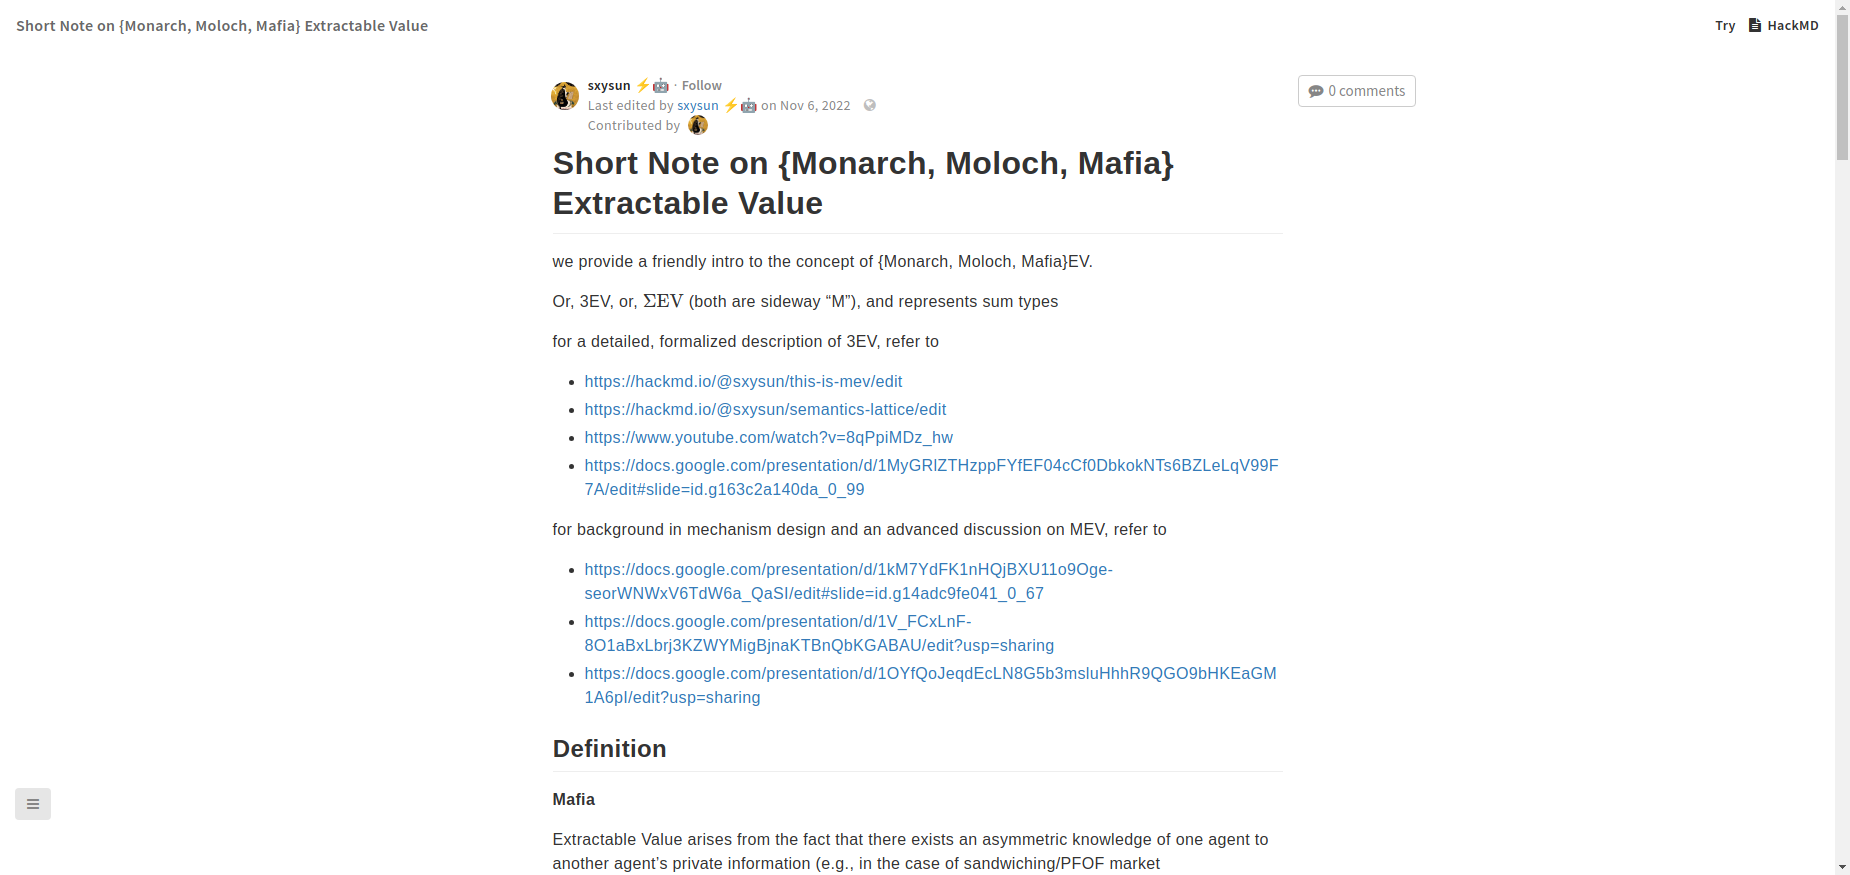 Short Note on {Monarch, Moloch, Mafia} Extractable Value
Try HackMD
sxysun ⚡🤖 · Follow
0 comments
Last edited by sxysun ⚡🤖 on Nov 6, 2022
Contributed by
Short Note on {Monarch, Moloch, Mafia}
Extractable Value
we provide a friendly intro to the concept of {Monarch, Moloch, Mafia}EV.
Or, 3EV, or, ΣEV (both are sideway “M”), and represents sum types
for a detailed, formalized description of 3EV, refer to
• https://hackmd.io/@sxysun/this-is-mev/edit
• https://hackmd.io/@sxysun/semantics-lattice/edit
• https://www.youtube.com/watch?v=8qPpiMDz_hw
• https://docs.google.com/presentation/d/1MyGRlZTHzppFYfEF04cCf0DbkokNTs6BZLeLqV99F
7A/edit#slide=id.g163c2a140da_0_99
for background in mechanism design and an advanced discussion on MEV, refer to
• https://docs.google.com/presentation/d/1kM7YdFK1nHQjBXU11o9Oge-
seorWNWxV6TdW6a_QaSI/edit#slide=id.g14adc9fe041_0_67
• https://docs.google.com/presentation/d/1V_FCxLnF-
8O1aBxLbrj3KZWYMigBjnaKTBnQbKGABAU/edit?usp=sharing
• https://docs.google.com/presentation/d/1OYfQoJeqdEcLN8G5b3msluHhhR9QGO9bHKEaGM
1A6pI/edit?usp=sharing
Definition
Mafia
Extractable Value arises from the fact that there exists an asymmetric knowledge of one agent to
another agent’s private information (e.g., in the case of sandwiching/PFOF market